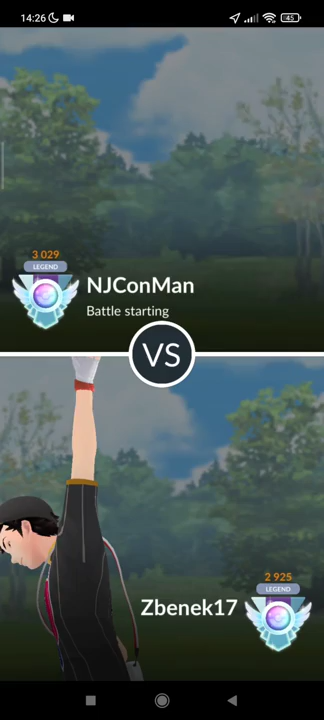 14:26
45
3 029
LEGEND
NJConMan
Battle starting
VS
2 925
LEGEND
Zbenek17